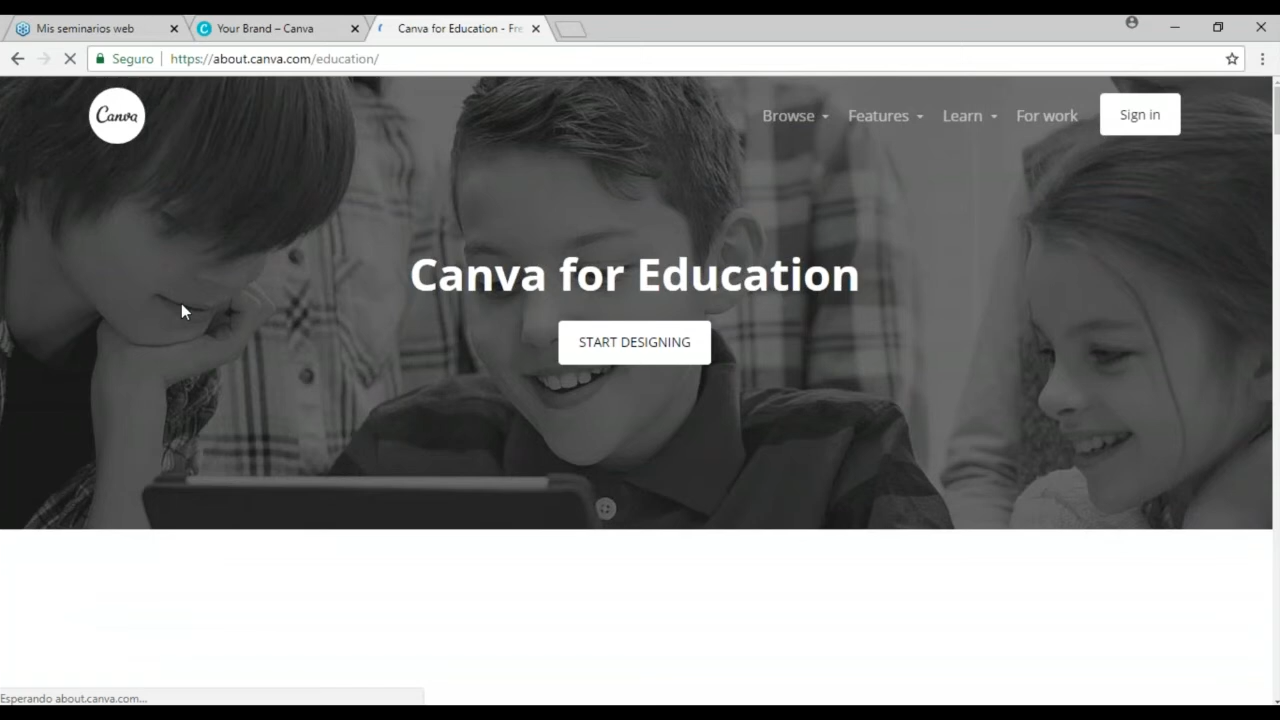 Mis seminarios web
Your Brand – Canva
Canva for Education - Fre
Seguro
https://about.canva.com/education/
Canva
Browse
Features
Learn
For work
Sign in
Canva for Education
START DESIGNING
Esperando about.canva.com...